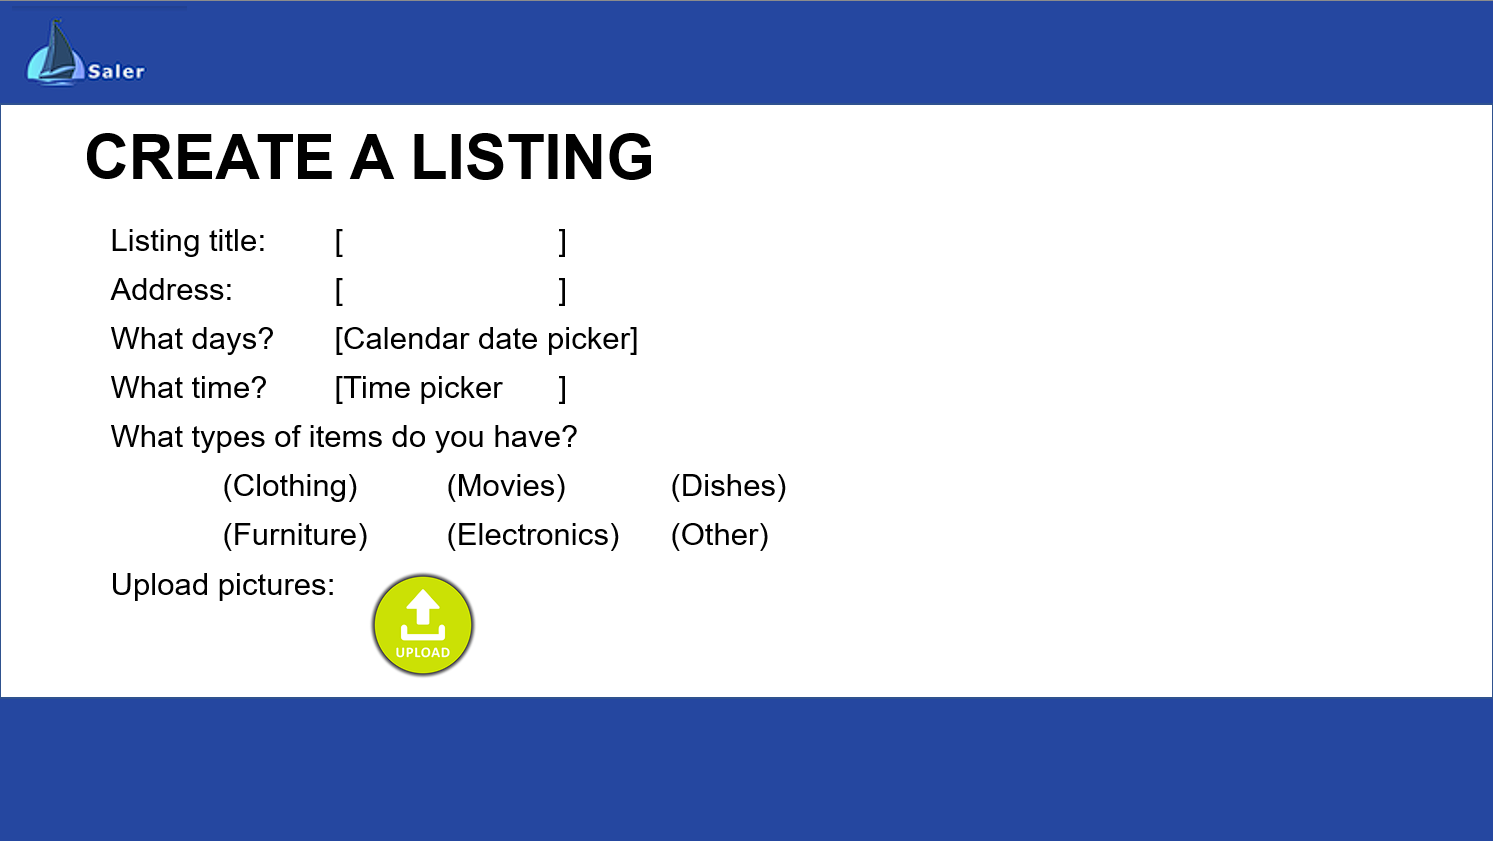 Saler
CREATE A LISTING
Listing title: [ ]
Address: [ ]
What days? [Calendar date picker]
What time? [Time picker ]
What types of items do you have?
(Clothing) (Movies) (Dishes)
(Furniture) (Electronics) (Other)
Upload pictures:
UPLOAD